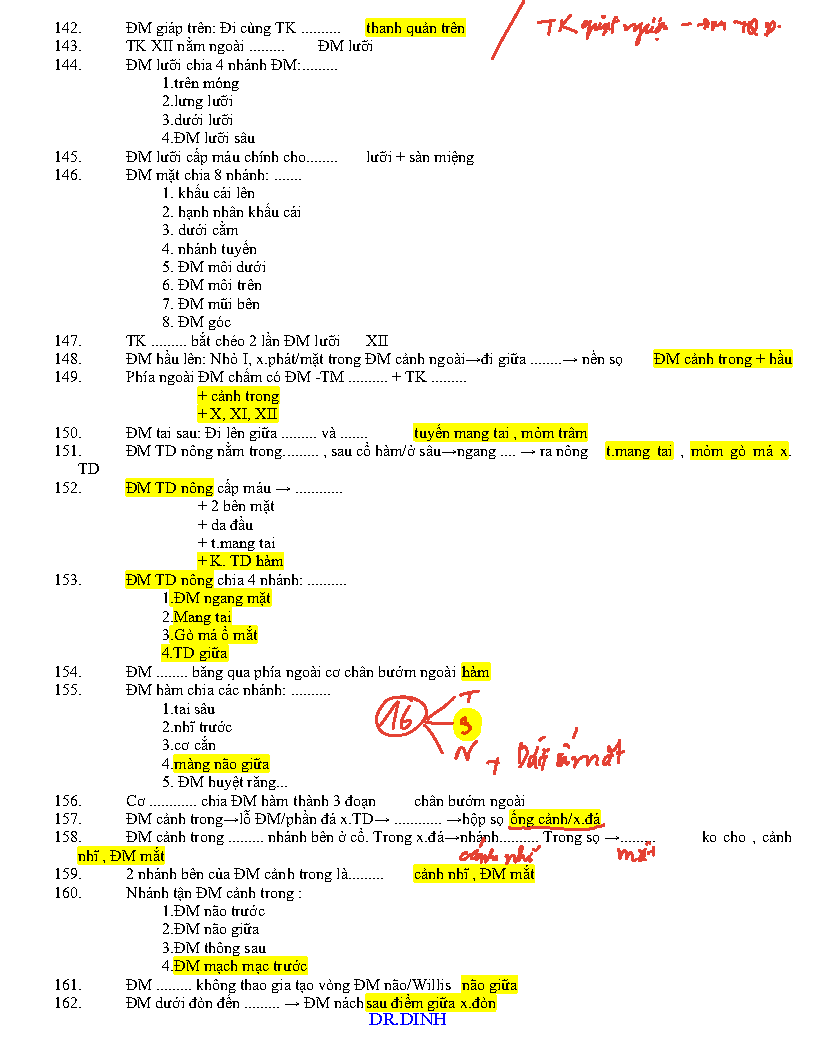 142. ĐM giáp trên: Đi cùng TK .......... thanh quản trên
TK quặt ngược - ĐM TQ D.
143. TK XII nằm ngoài ......... ĐM lưỡi
144. ĐM lưỡi chia 4 nhánh ĐM:.........
1.trên móng
2.lưng lưỡi
3.dưới lưỡi
4.ĐM lưỡi sâu
145. ĐM lưỡi cấp máu chính cho........ lưỡi + sàn miệng
146. ĐM mặt chia 8 nhánh: .......
1. khẩu cái lên
2. hạnh nhân khẩu cái
3. dưới cằm
4. nhánh tuyến
5. ĐM môi dưới
6. ĐM môi trên
7. ĐM mũi bên
8. ĐM góc
147. TK ......... bắt chéo 2 lần ĐM lưỡi XII
148. ĐM hầu lên: Nhỏ I, x.phát/mặt trong ĐM cảnh ngoài→đi giữa ........→ nền sọ ĐM cảnh trong + hầu
149. Phía ngoài ĐM chẩm có ĐM -TM .......... + TK .........
+ cảnh trong
+ X, XI, XII
150. ĐM tai sau: Đi lên giữa ......... và ....... tuyến mang tai , mỏm trâm
151. ĐM TD nông nằm trong......... , sau cổ hàm/ở sâu→ngang .... → ra nông t.mang tai , mỏm gò má x.
TD
152. ĐM TD nông cấp máu → ............
+ 2 bên mặt
+ da đầu
+ t.mang tai
+ K. TD hàm
153. ĐM TD nông chia 4 nhánh: ..........
1.ĐM ngang mặt
2.Mang tai
3.Gò má ổ mắt
4.TD giữa
154. ĐM ........ băng qua phía ngoài cơ chân bướm ngoài hàm
155. ĐM hàm chia các nhánh: ..........
1.tai sâu
2.nhĩ trước
3.cơ cắn
4.màng não giữa
5. ĐM huyệt răng...
16 T
3
N +
156. Cơ ............ chia ĐM hàm thành 3 đoạn chân bướm ngoài
157. ĐM cảnh trong→lỗ ĐM/phần đá x.TD→ ............ →hộp sọ ống cảnh/x.đá
158. ĐM cảnh trong ......... nhánh bên ở cổ. Trong x.đá→nhánh.......... Trong sọ →......... ko cho , cảnh
nhĩ , ĐM mắt
cảnh nhĩ mắt
159. 2 nhánh bên của ĐM cảnh trong là......... cảnh nhĩ , ĐM mắt
160. Nhánh tận ĐM cảnh trong :
1.ĐM não trước
2.ĐM não giữa
3.ĐM thông sau
4.ĐM mạch mạc trước
161. ĐM ......... không thao gia tạo vòng ĐM não/Willis não giữa
162. ĐM dưới đòn đến ......... → ĐM nách sau điểm giữa x.đòn
DR.DINH